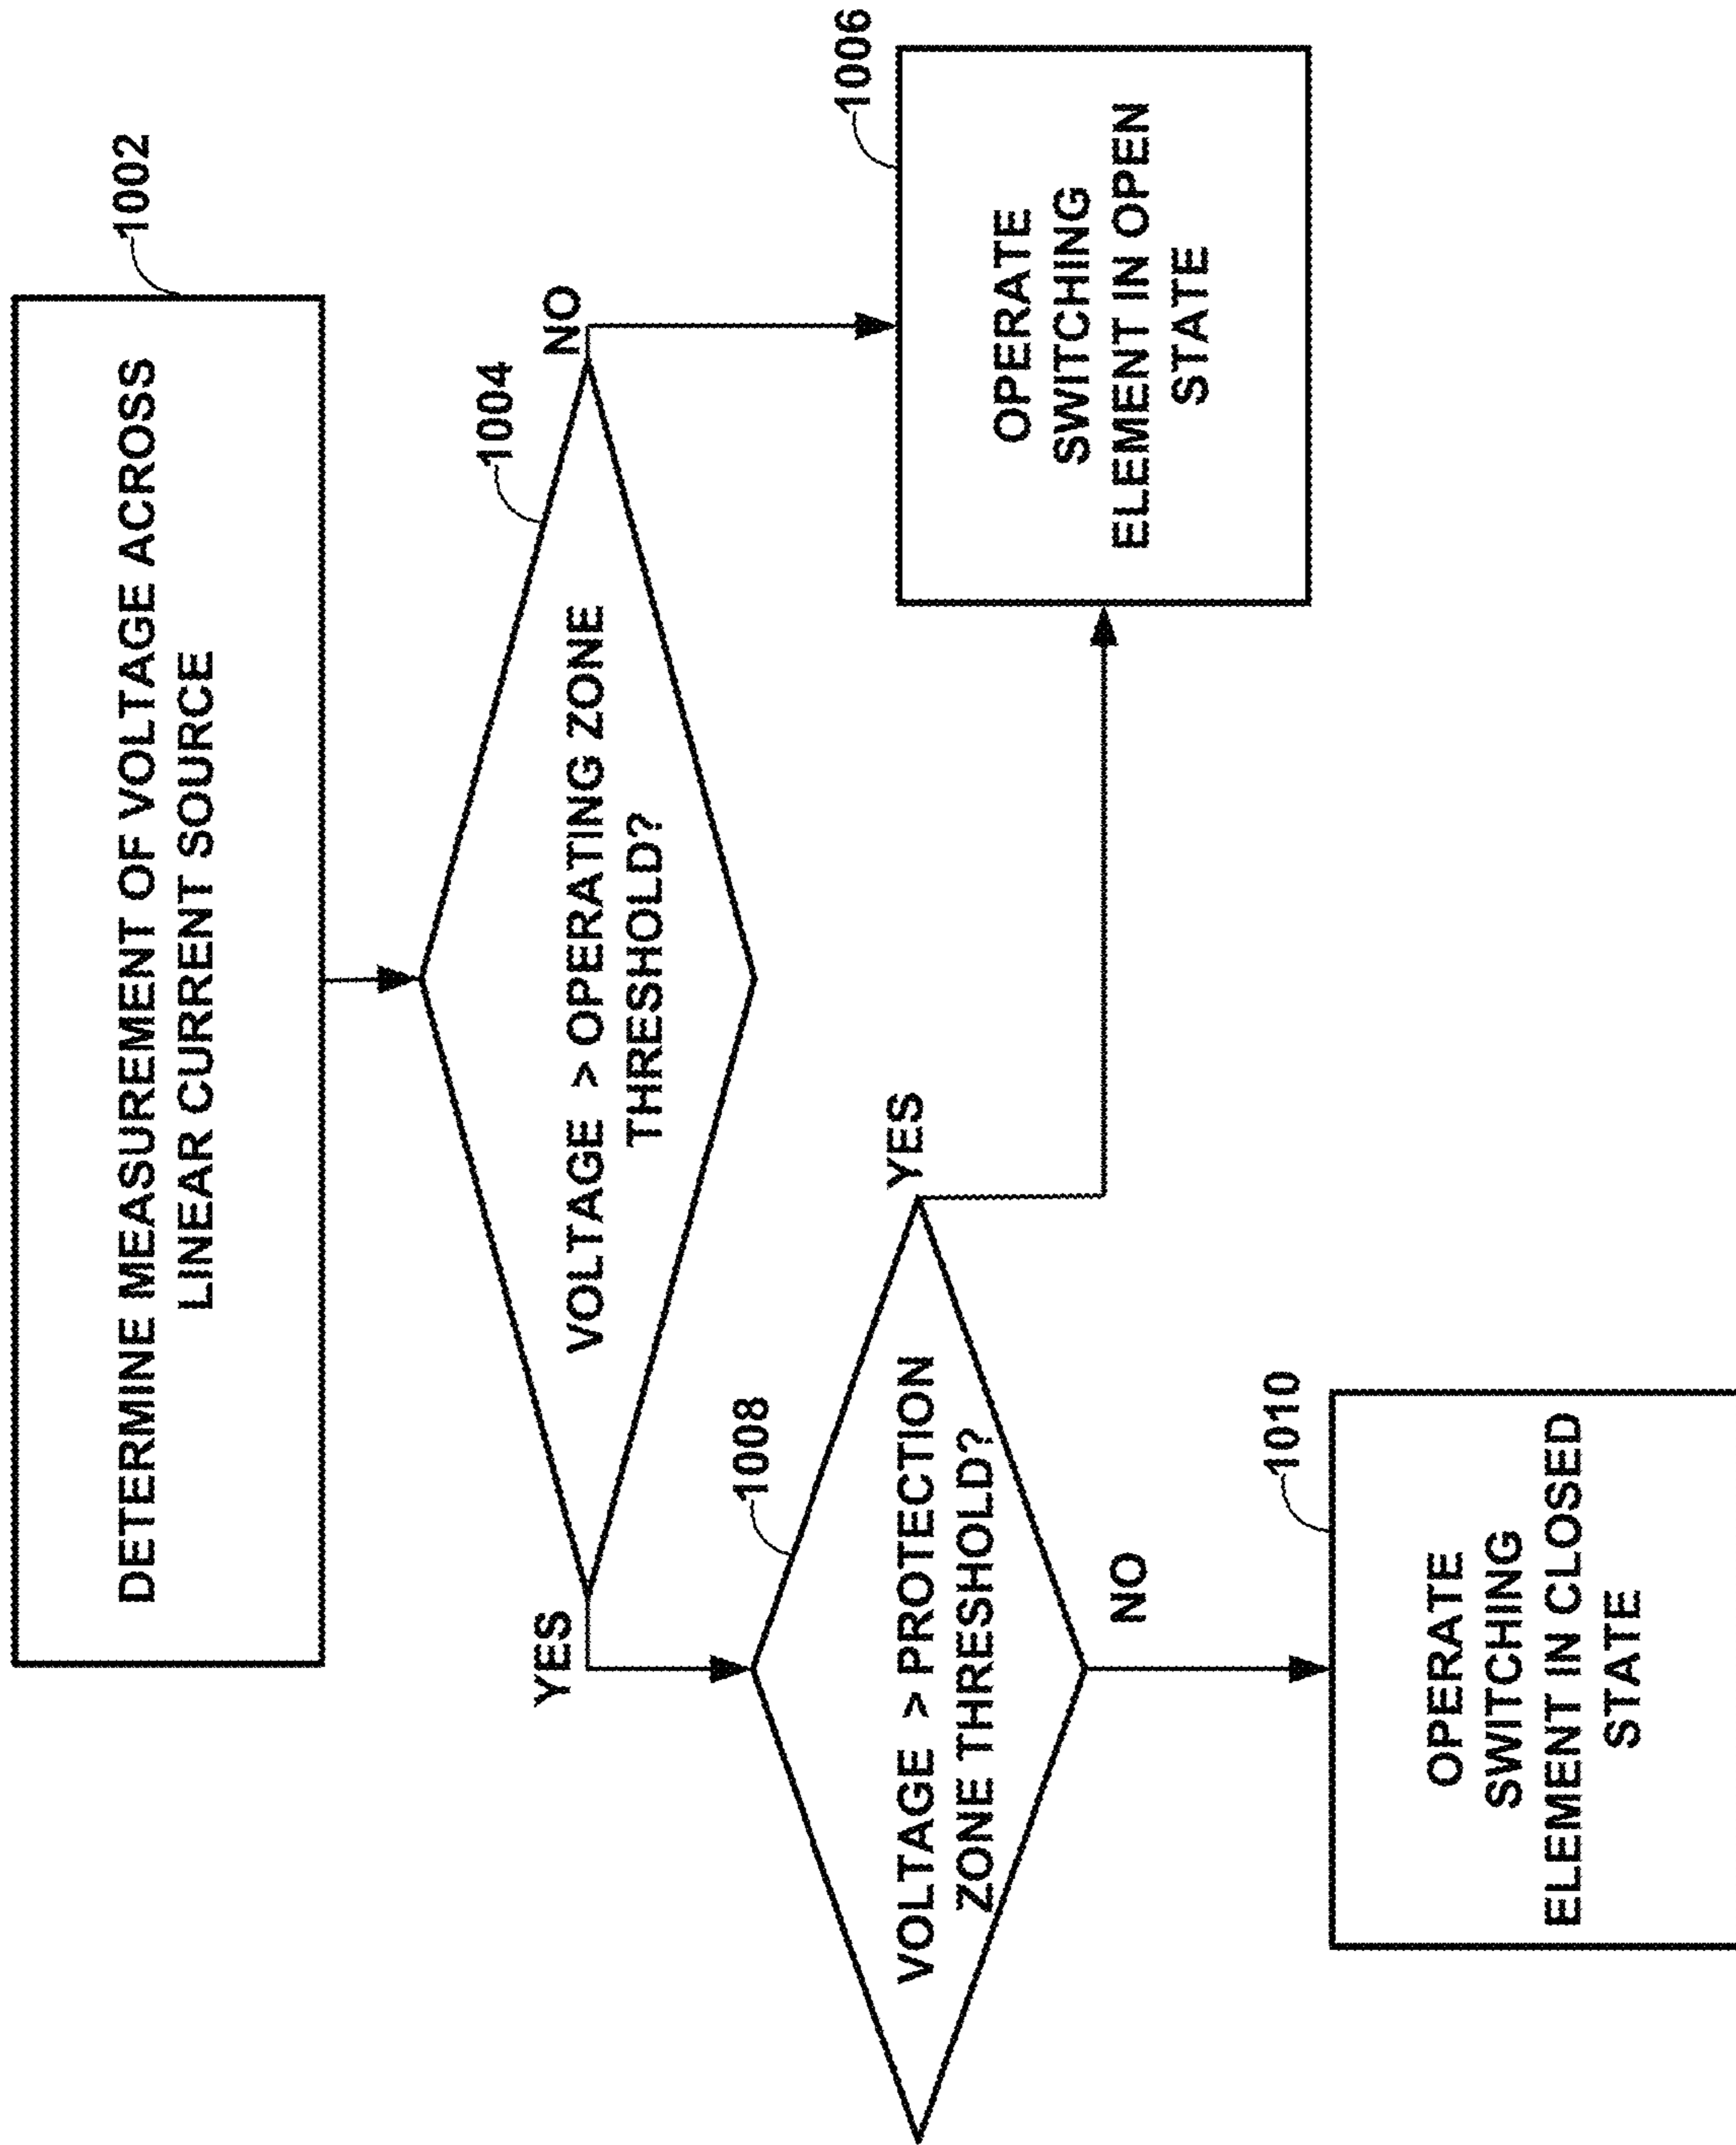 1002
DETERMINE MEASUREMENT OF VOLTAGE ACROSS
LINEAR CURRENT SOURCE
1004
VOLTAGE > OPERATING ZONE
THRESHOLD?
YES
NO
1008
VOLTAGE > PROTECTION
ZONE THRESHOLD?
YES
NO
1006
OPERATE
SWITCHING
ELEMENT IN OPEN
STATE
1010
OPERATE
SWITCHING
ELEMENT IN CLOSED
STATE